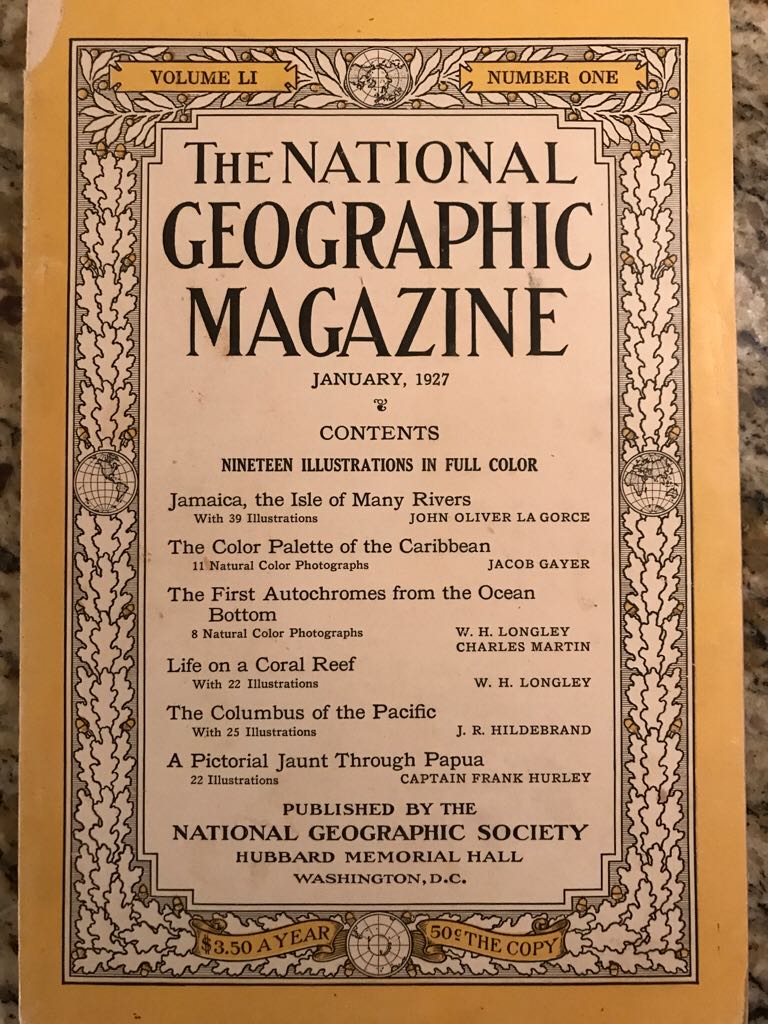 VOLUME LI
NUMBER ONE
THE NATIONAL
GEOGRAPHIC
MAGAZINE
JANUARY, 1927
CONTENTS
NINETEEN ILLUSTRATIONS IN FULL COLOR
Jamaica, the Isle of Many Rivers
With 39 Illustrations JOHN OLIVER LA GORCE
The Color Palette of the Caribbean
11 Natural Color Photographs JACOB GAYER
The First Autochromes from the Ocean
Bottom
8 Natural Color Photographs W. H. LONGLEY
CHARLES MARTIN
Life on a Coral Reef
With 22 Illustrations W. H. LONGLEY
The Columbus of the Pacific
With 25 Illustrations J. R. HILDEBRAND
A Pictorial Jaunt Through Papua
22 Illustrations CAPTAIN FRANK HURLEY
PUBLISHED BY THE
NATIONAL GEOGRAPHIC SOCIETY
HUBBARD MEMORIAL HALL
WASHINGTON, D.C.
$3.50 A YEAR
50¢ THE COPY